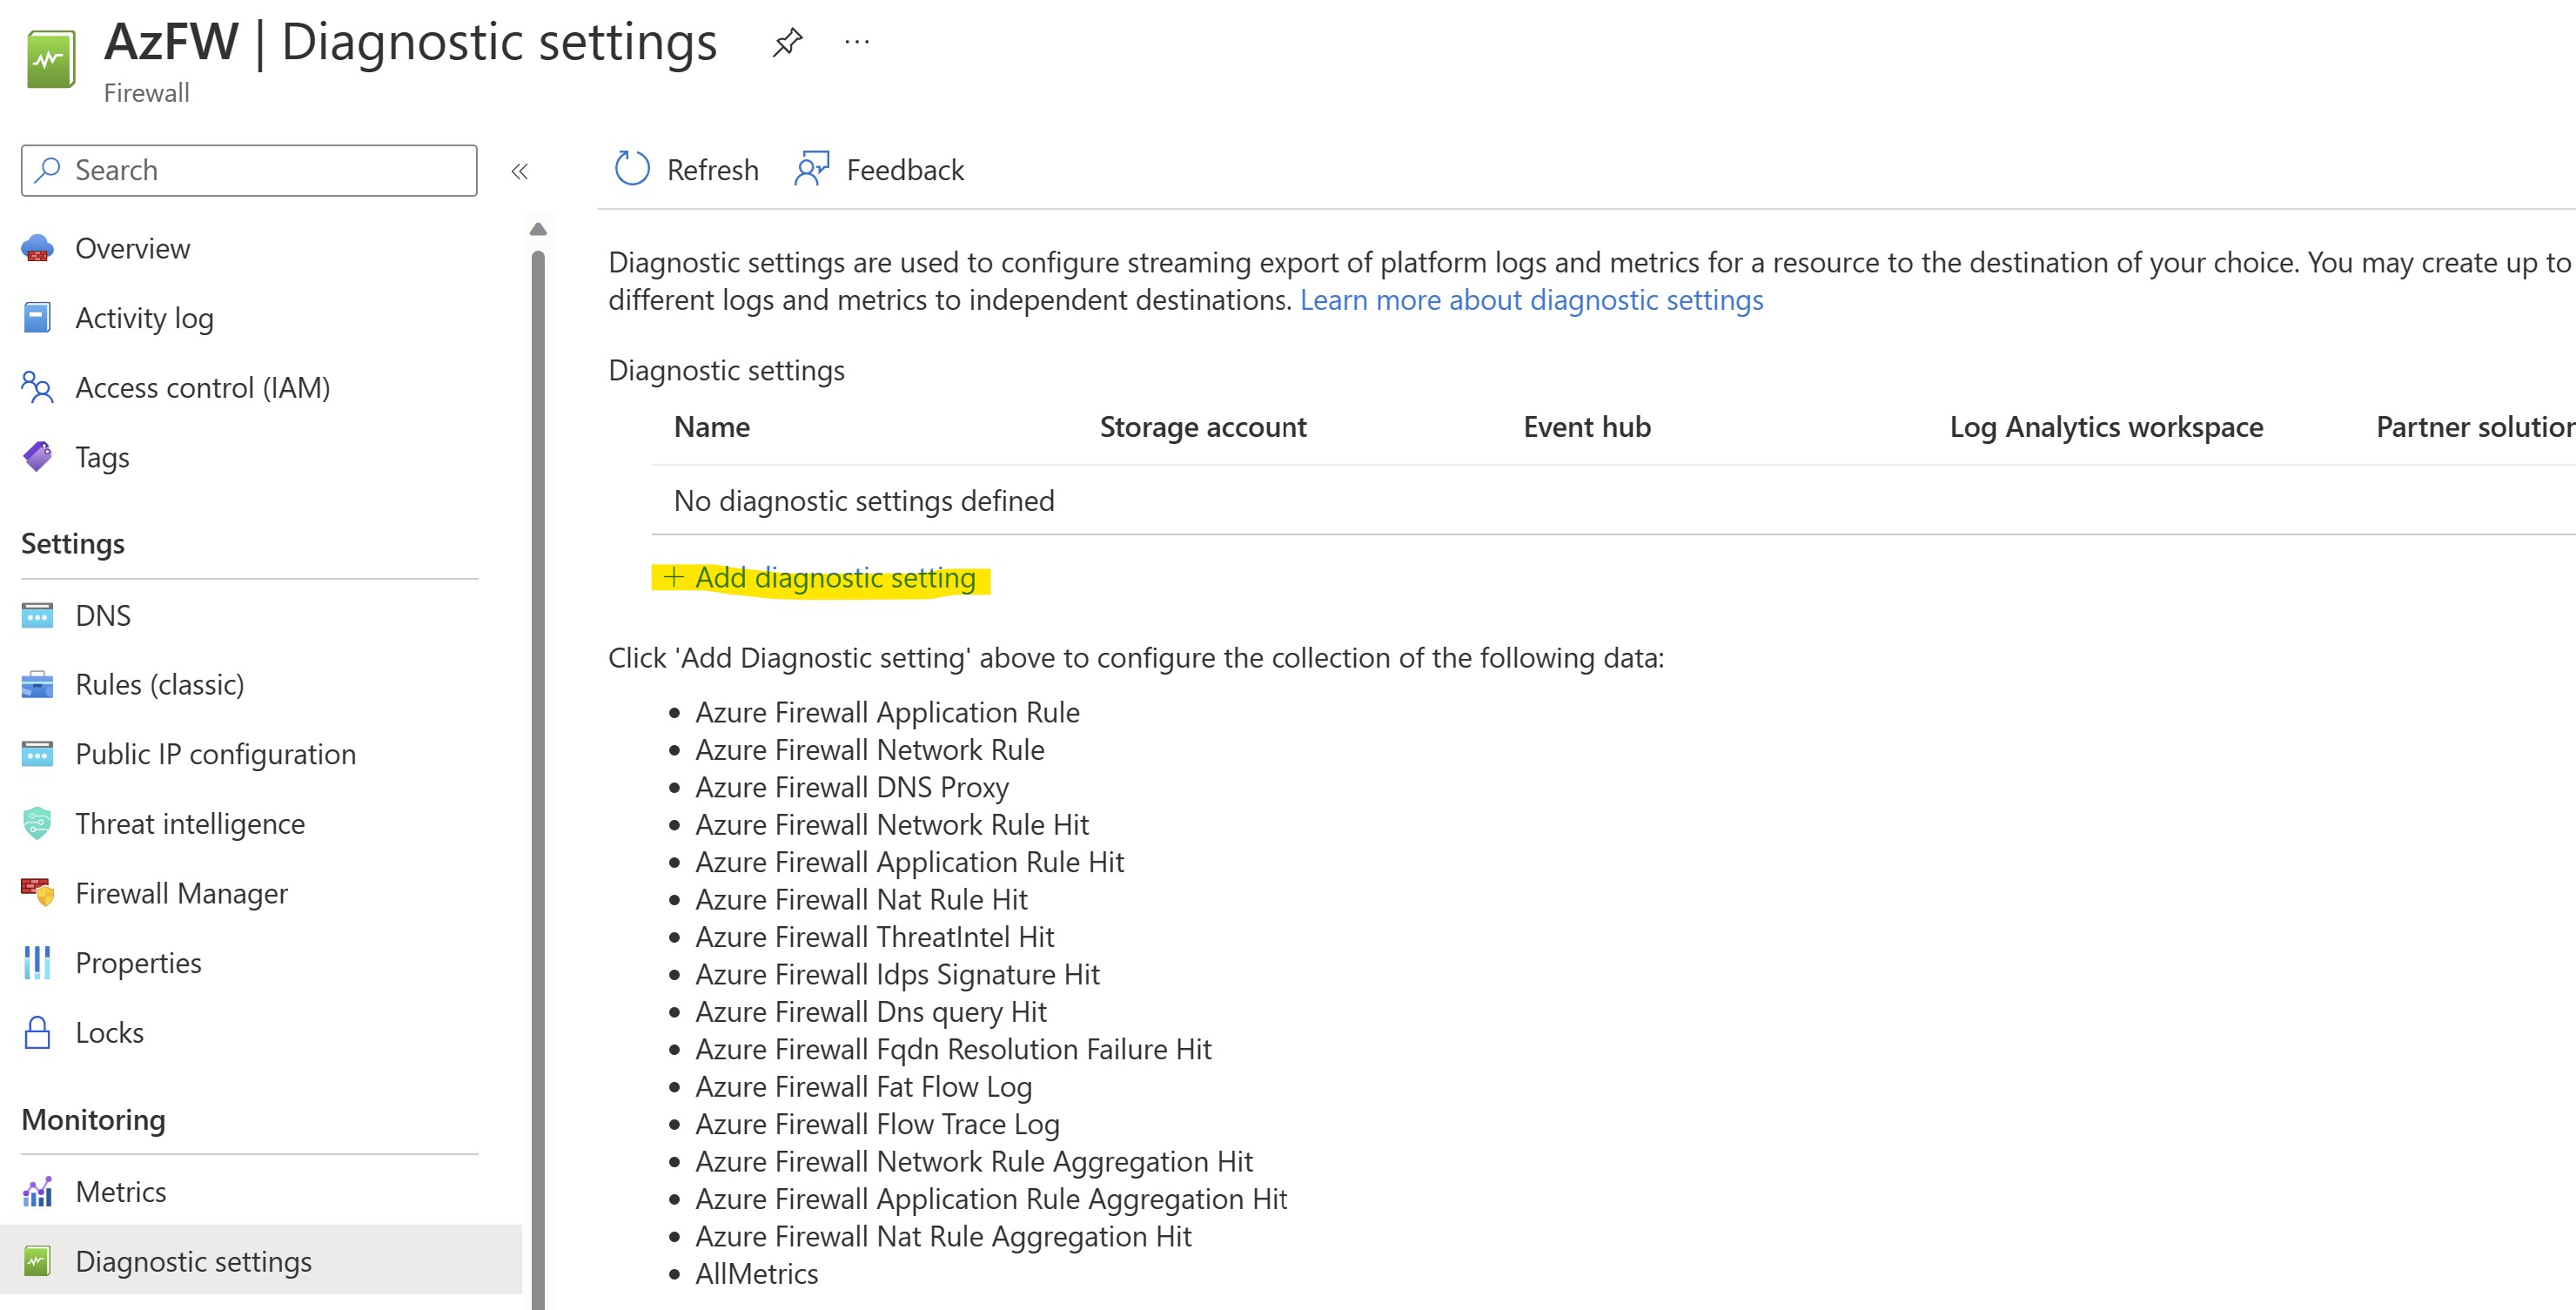 AzFW | Diagnostic settings
Firewall
Search
Refresh
Feedback
Overview
Activity log
Access control (IAM)
Tags
Settings
DNS
Rules (classic)
Public IP configuration
Threat intelligence
Firewall Manager
Properties
Locks
Monitoring
Metrics
Diagnostic settings
Diagnostic settings are used to configure streaming export of platform logs and metrics for a resource to the destination of your choice. You may create up to
different logs and metrics to independent destinations. Learn more about diagnostic settings
Diagnostic settings
Name Storage account Event hub Log Analytics workspace Partner solution
No diagnostic settings defined
+ Add diagnostic setting
Click 'Add Diagnostic setting' above to configure the collection of the following data:
• Azure Firewall Application Rule
• Azure Firewall Network Rule
• Azure Firewall DNS Proxy
• Azure Firewall Network Rule Hit
• Azure Firewall Application Rule Hit
• Azure Firewall Nat Rule Hit
• Azure Firewall ThreatIntel Hit
• Azure Firewall Idps Signature Hit
• Azure Firewall Dns query Hit
• Azure Firewall Fqdn Resolution Failure Hit
• Azure Firewall Fat Flow Log
• Azure Firewall Flow Trace Log
• Azure Firewall Network Rule Aggregation Hit
• Azure Firewall Application Rule Aggregation Hit
• Azure Firewall Nat Rule Aggregation Hit
• AllMetrics